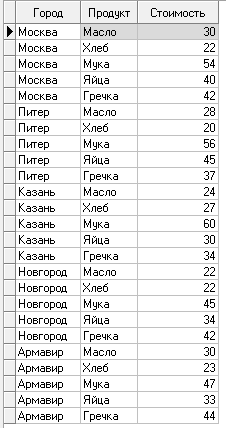 Город Продукт Стоимость
Москва Масло 30
Москва Хлеб 22
Москва Мука 54
Москва Яйца 40
Москва Гречка 42
Питер Масло 28
Питер Хлеб 20
Питер Мука 56
Питер Яйца 45
Питер Гречка 37
Казань Масло 24
Казань Хлеб 27
Казань Мука 60
Казань Яйца 30
Казань Гречка 34
Новгород Масло 22
Новгород Хлеб 22
Новгород Мука 45
Новгород Яйца 34
Новгород Гречка 42
Армавир Масло 30
Армавир Хлеб 23
Армавир Мука 47
Армавир Яйца 33
Армавир Гречка 44